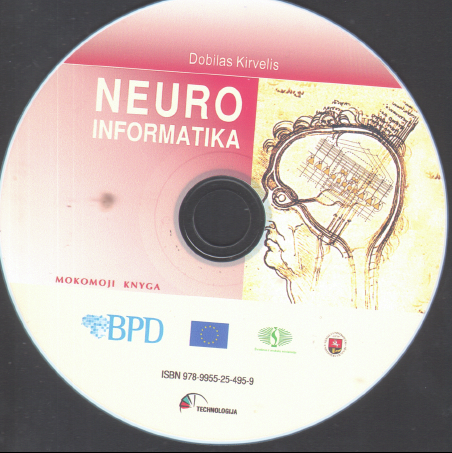 Dobilas Kirvelis
NEURO
INFORMATIKA
MOKOMOJI KNYGA
BPD
ISBN 978-9955-25-495-9
TECHNOLOGIJA